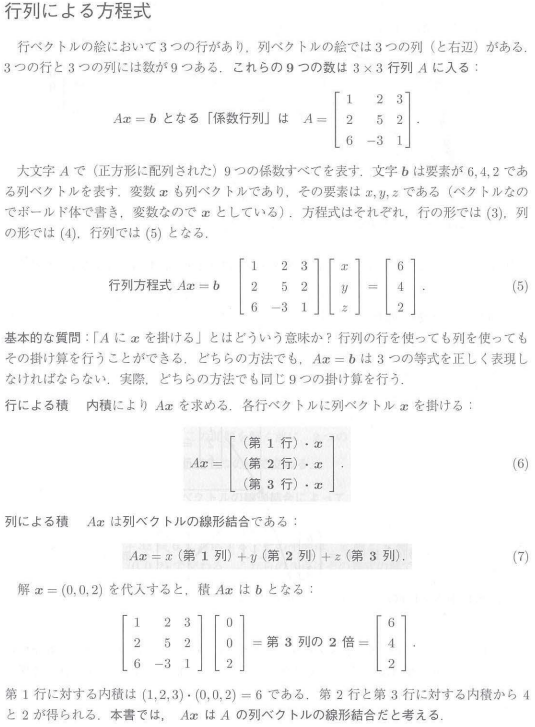 行列による方程式
行ベクトルの絵において3つの行があり，列ベクトルの絵では3つの列（と右辺）がある．
3つの行と3つの列には数が9つある．これらの9つの数は 3×3 行列 A に入る：
Ax = b となる「係数行列」は A = [ 1 2 3
2 5 2
6 −3 1 ] .
大文字 A で（正方形に配列された）9つの係数すべてを表す．文字 b は要素が 6, 4, 2 であ
る列ベクトルを表す．変数 x も列ベクトルであり，その要素は x, y, z である（ベクトルなの
でボールド体で書き，変数なので x としている）．方程式はそれぞれ，行の形では (3)，列
の形では (4)，行列では (5) となる．
行列方程式 Ax = b [ 1 2 3 ] [ x ] = [ 6 ]
[ 2 5 2 ] [ y ] = [ 4 ] . (5)
[ 6 −3 1 ] [ z ] = [ 2 ]
基本的な質問：「A に x を掛ける」とはどういう意味か？ 行列の行を使っても列を使っても
その掛け算を行うことができる．どちらの方法でも，Ax = b は3つの等式を正しく表現し
なければならない．実際，どちらの方法でも同じ9つの掛け算を行う．
行による積 内積により Ax を求める．各行ベクトルに列ベクトル x を掛ける：
（第 1 行）· x
Ax = （第 2 行）· x . (6)
（第 3 行）· x
列による積 Ax は列ベクトルの線形結合である：
Ax = x（第 1 列）+ y（第 2 列）+ z（第 3 列）. (7)
解 x = (0, 0, 2) を代入すると，積 Ax は b となる：
[ 1 2 3 ] [ 0 ] [ 6 ]
[ 2 5 2 ] [ 0 ] = 第 3 列の 2 倍 = [ 4 ] .
[ 6 −3 1 ] [ 2 ] [ 2 ]
第1行に対する内積は (1, 2, 3) · (0, 0, 2) = 6 である．第2行と第3行に対する内積から 4
と 2 が得られる．本書では， Ax は A の列ベクトルの線形結合だと考える．